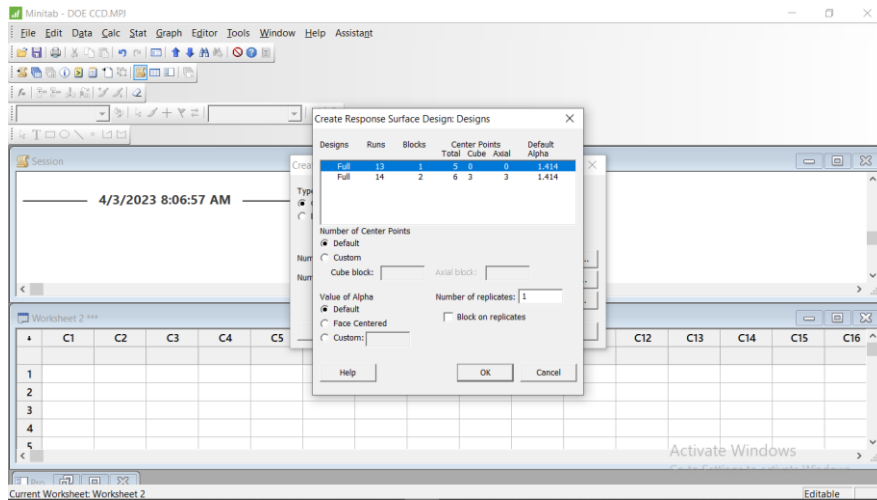 Minitab - DOE CCD.MPJ
File Edit Data Calc Stat Graph Editor Tools Window Help Assistant
Create Response Surface Design: Designs
Designs Runs Blocks Center Points Default
Total Cube Axial Alpha
Full 13 1 5 0 0 1.414
Full 14 2 6 3 3 1.414
Number of Center Points
Default
Custom
Cube block: Axial block:
Value of Alpha Number of replicates: 1
Default
Block on replicates
Face Centered
Custom:
Help OK Cancel
Session
4/3/2023 8:06:57 AM
Worksheet 2 ***
C1 C2 C3 C4 C5 C12 C13 C14 C15 C16
1
2
3
4
5
Activate Windows
Current Worksheet: Worksheet 2 Editable